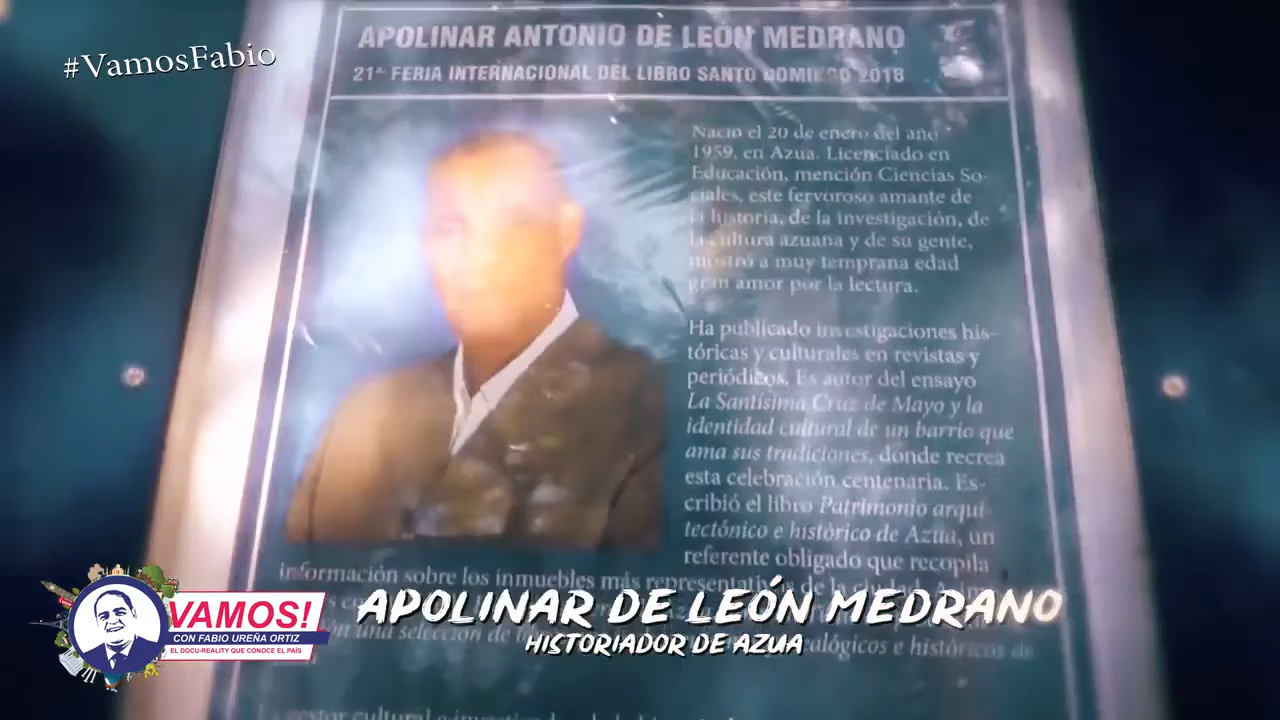 #VamosFabio
APOLINAR ANTONIO DE LEÓN MEDRANO
21ª FERIA INTERNACIONAL DEL LIBRO SANTO DOMINGO 2018
Nació el 20 de enero del año
1959, en Azua. Licenciado en
Educación, mención Ciencias So-
ciales, este fervoroso amante de
la historia, de la investigación, de
la cultura azuana y de su gente,
mostró a muy temprana edad
gran amor por la lectura.
Ha publicado investigaciones his-
tóricas y culturales en revistas y
periódicos. Es autor del ensayo
La Santísima Cruz de Mayo y la
identidad cultural de un barrio que
ama sus tradiciones, donde recrea
esta celebración centenaria. Es-
cribió el libro Patrimonio arqui-
tectónico e histórico de Azua, un
referente obligado que recopila
información sobre los inmuebles más representativos de la ciudad.
APOLINAR DE LEÓN MEDRANO
una selección de e históricos de
HISTORIADOR DE AZUA
VAMOS!
CON FABIO UREÑA ORTIZ
EL DOCU-REALITY QUE CONOCE EL PAÍS